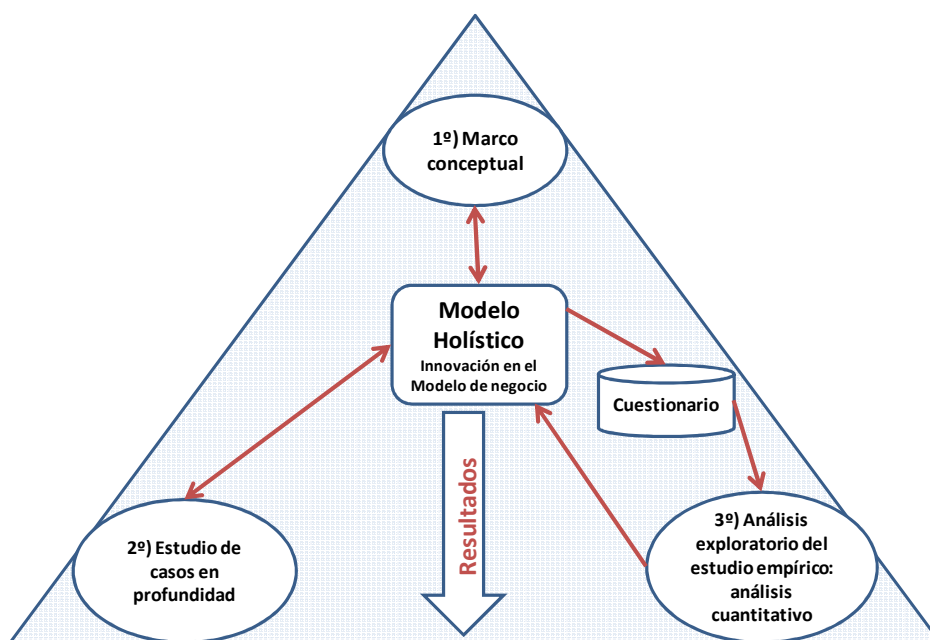 1º) Marco
conceptual
Modelo
Holístico
Innovación en el
Modelo de negocio
Cuestionario
Resultados
2º) Estudio de
casos en
profundidad
3º) Análisis
exploratorio del
estudio empírico:
análisis
cuantitativo